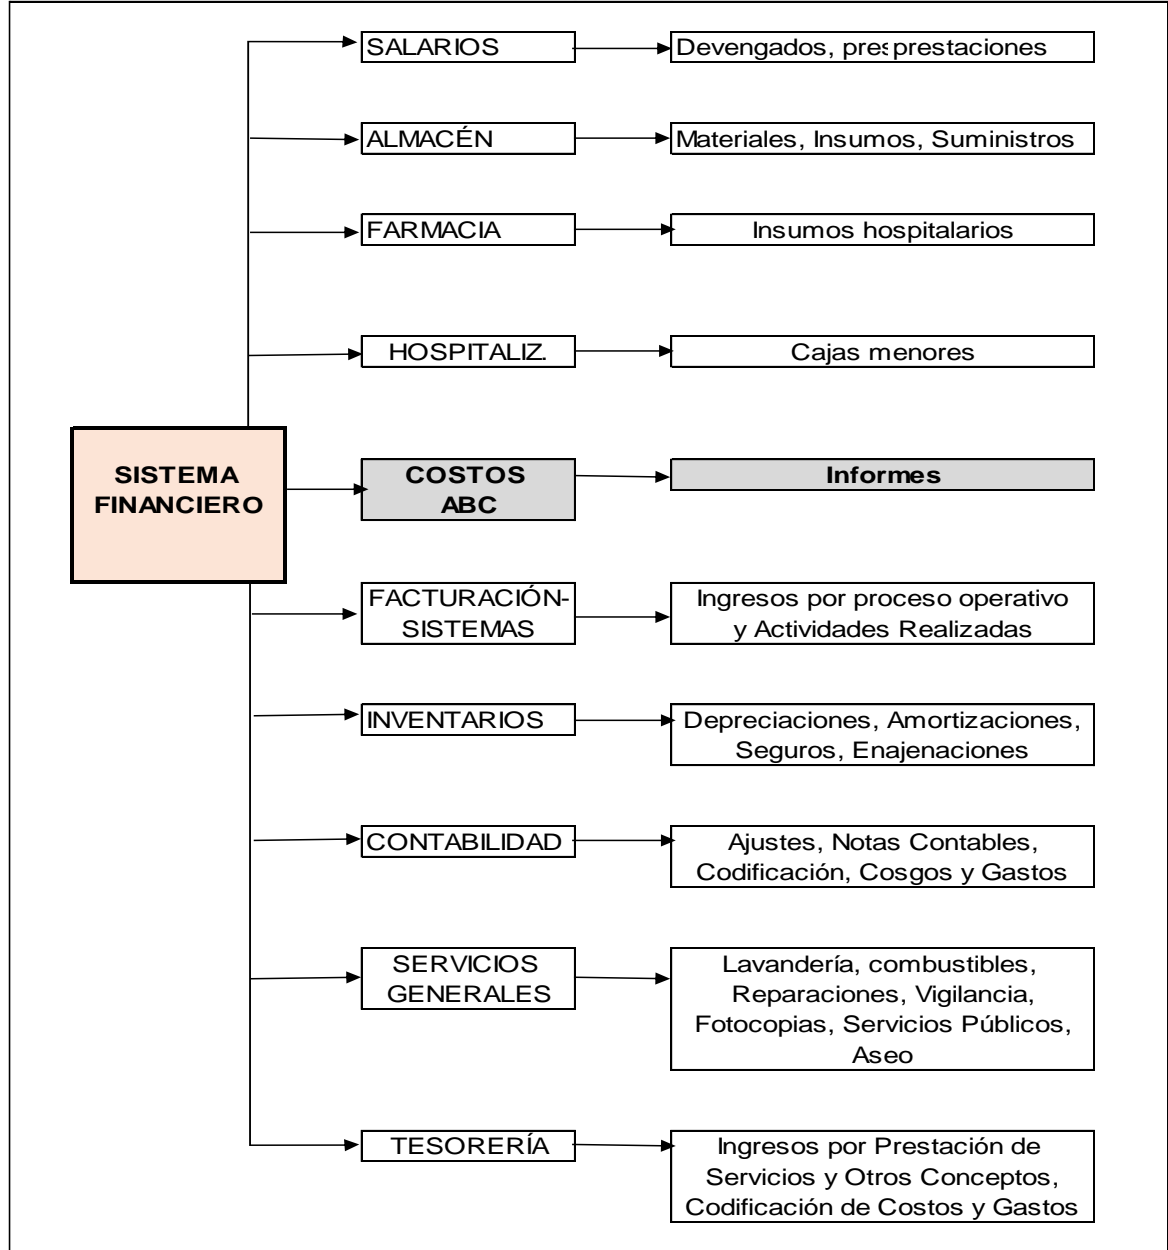 SALARIOS
Devengados, pres prestaciones
ALMACÉN
Materiales, Insumos, Suministros
FARMACIA
Insumos hospitalarios
HOSPITALIZ.
Cajas menores
SISTEMA
FINANCIERO
COSTOS
ABC
Informes
FACTURACIÓN-
SISTEMAS
Ingresos por proceso operativo
y Actividades Realizadas
INVENTARIOS
Depreciaciones, Amortizaciones,
Seguros, Enajenaciones
CONTABILIDAD
Ajustes, Notas Contables,
Codificación, Cosgos y Gastos
SERVICIOS
GENERALES
Lavandería, combustibles,
Reparaciones, Vigilancia,
Fotocopias, Servicios Públicos,
Aseo
TESORERÍA
Ingresos por Prestación de
Servicios y Otros Conceptos,
Codificación de Costos y Gastos